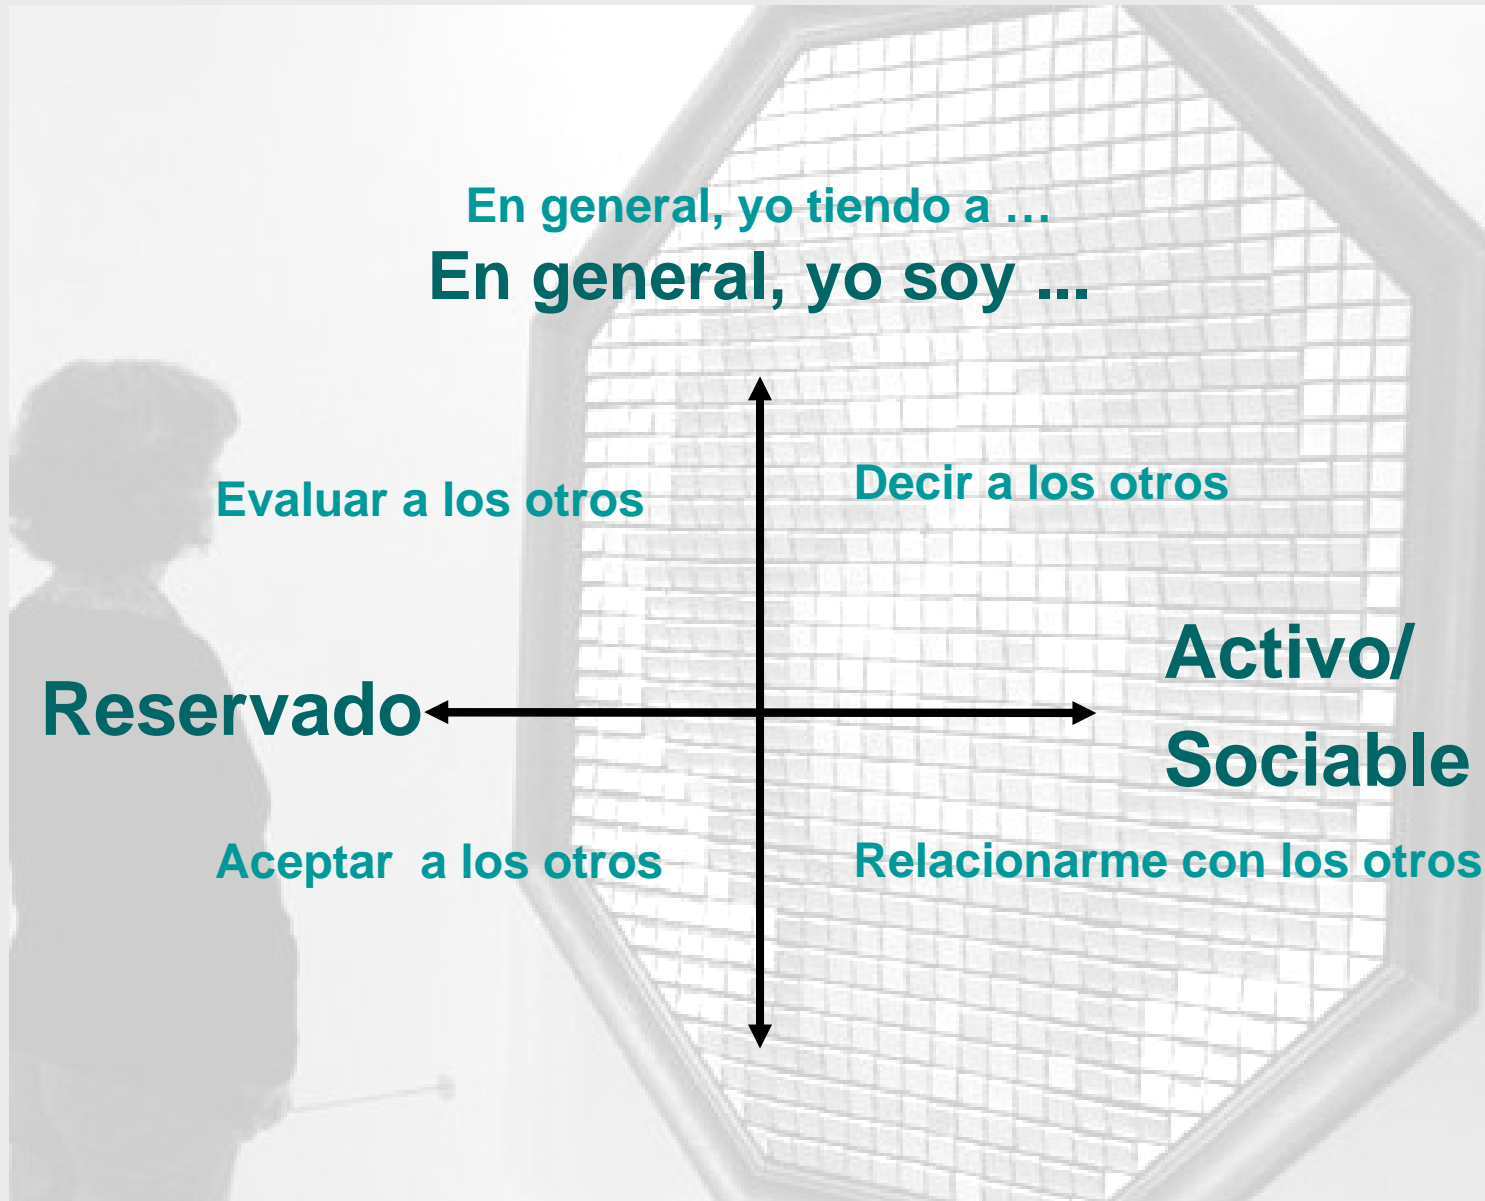 En general, yo tiendo a ...
En general, yo soy ...
Evaluar a los otros
Decir a los otros
Reservado
Activo/
Sociable
Aceptar  a los otros
Relacionarme con los otros